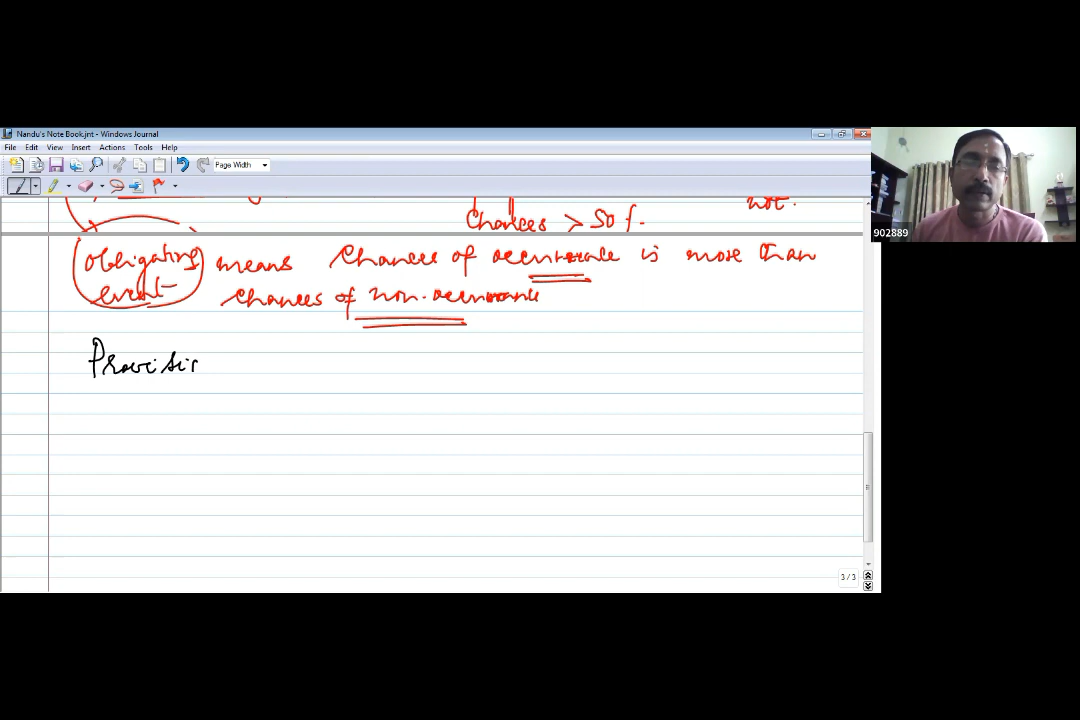 Nandu's Note Book.jnt - Windows Journal
File Edit View Insert Actions Tools Help
Page Width
not.
Chances > 50 %.
Obligating means Chances of occurrence is more than
event chances of non-occurrence
Provisin
902889
3 / 3